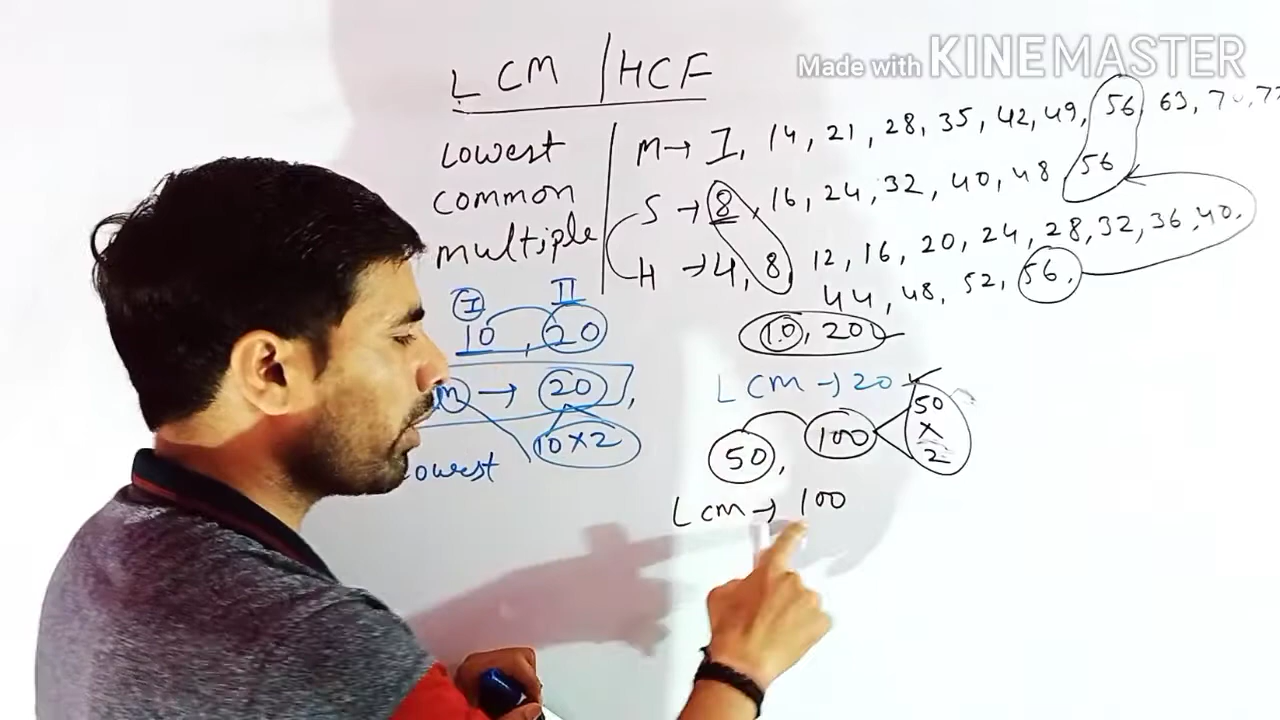 Made with KINEMASTER
LCM / HCF
Lowest
common
multiple
M → 7, 14, 21, 28, 35, 42, 49, 56, 63, 70, 77
S → 8, 16, 24, 32, 40, 48 56
H → 4, 8, 12, 16, 20, 24, 28, 32, 36, 40,
44, 48, 52, 56,
I II
10, 20
m → 20,
10 x 2
owest
10, 20
LCM → 20
50, 100
50
x
2
Lcm → 100